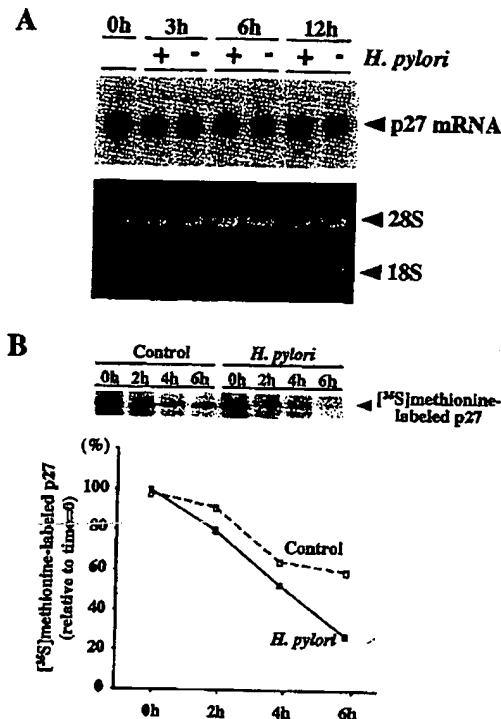 A
0h 3h 6h 12h
+ - + - + - H. pylori
p27 mRNA
28S
18S
B
Control H. pylori
0h 2h 4h 6h 0h 2h 4h 6h
[³⁵S]methionine-
labeled p27
(%)
100
80
60
40
20
0
[³⁵S]methionine-labeled p27
(relative to time=0)
Control
H. pylori
0h 2h 4h 6h